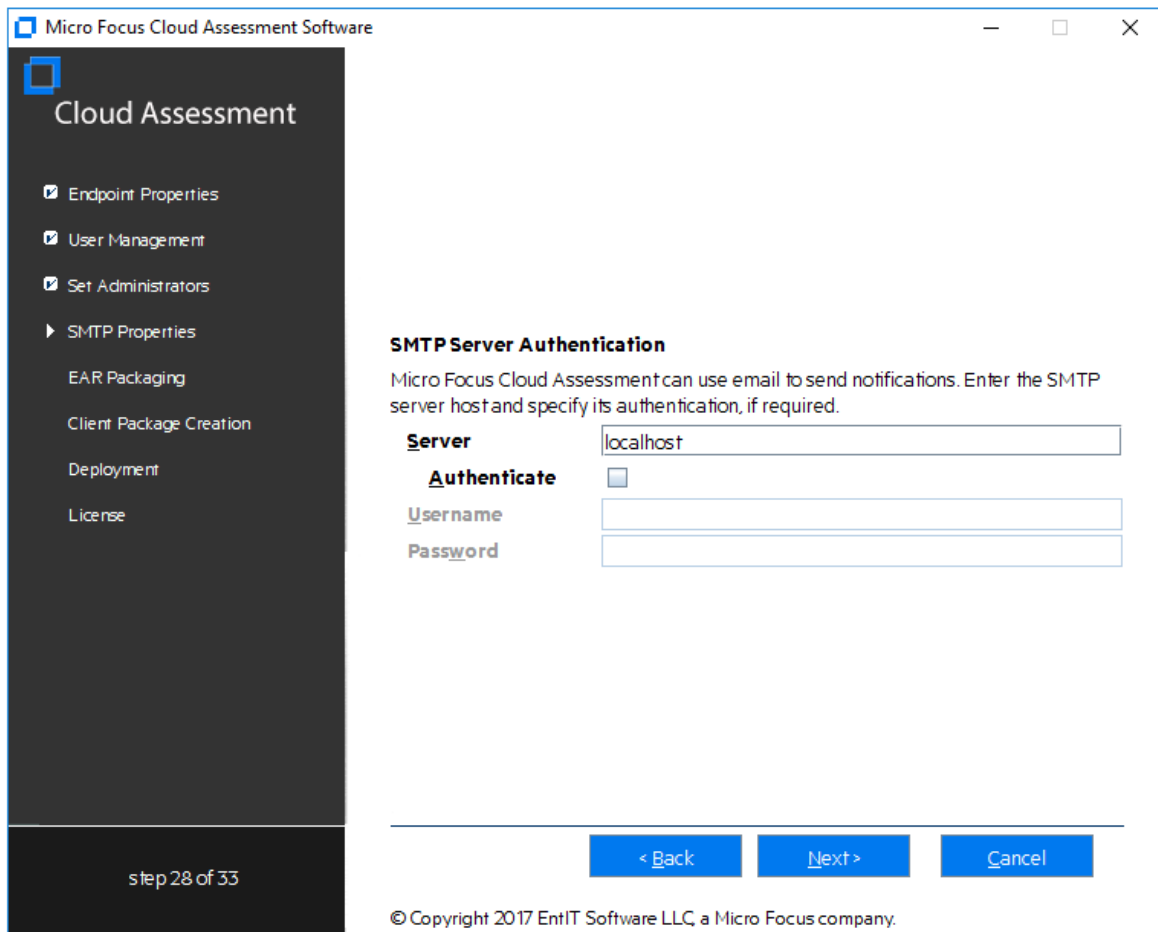 Micro Focus Cloud Assessment Software
Cloud Assessment
Endpoint Properties
User Management
Set Administrators
SMTP Properties
EAR Packaging
Client Package Creation
Deployment
License
step 28 of 33
SMTP Server Authentication
Micro Focus Cloud Assessment can use email to send notifications. Enter the SMTP
server host and specify its authentication, if required.
Server localhost
Authenticate
Username
Password
< Back Next > Cancel
© Copyright 2017 EntIT Software LLC, a Micro Focus company.